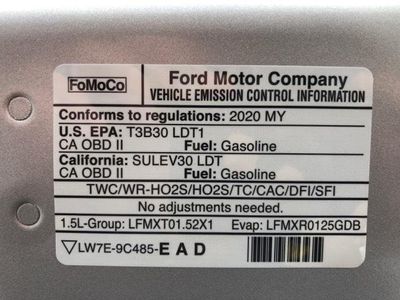 FoMoCo
Ford Motor Company
VEHICLE EMISSION CONTROL INFORMATION
Conforms to regulations: 2020 MY
U.S. EPA: T3B30 LDT1
CA OBD II Fuel: Gasoline
California: SULEV30 LDT
CA OBD II Fuel: Gasoline
TWC/WR-HO2S/HO2S/TC/CAC/DFI/SFI
No adjustments needed.
1.5L-Group: LFMXT01.52X1 Evap: LFMXR0125GDB
LW7E-9C485-E A D